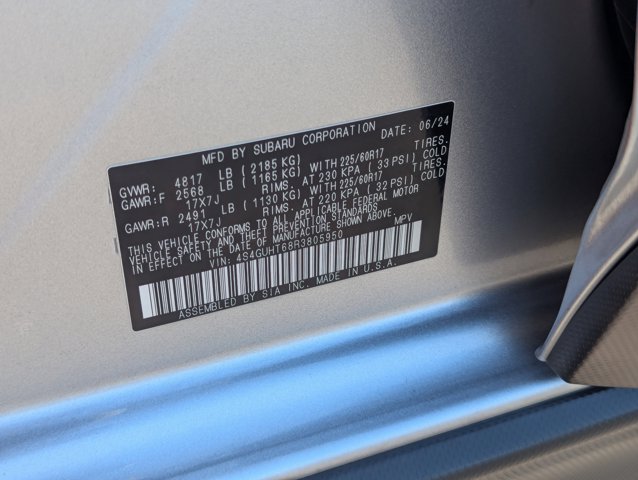 MFD BY SUBARU CORPORATION DATE: 06/24
GVWR: 4817 LB (2185 KG)
GAWR:F 2568 LB (1165 KG) WITH 225/60R17 TIRES.
17X7J RIMS. AT 230 KPA (33 PSI) COLD
GAWR:R 2491 LB (1130 KG) WITH 225/60R17 TIRES.
17X7J RIMS. AT 220 KPA (32 PSI) COLD
THIS VEHICLE CONFORMS TO ALL APPLICABLE FEDERAL
MOTOR VEHICLE SAFETY AND THEFT PREVENTION STANDARDS
IN EFFECT ON THE DATE OF MANUFACTURE SHOWN ABOVE.
VIN: 4S4GUHT68R3805950 MPV
ASSEMBLED BY SIA INC. MADE IN U.S.A.